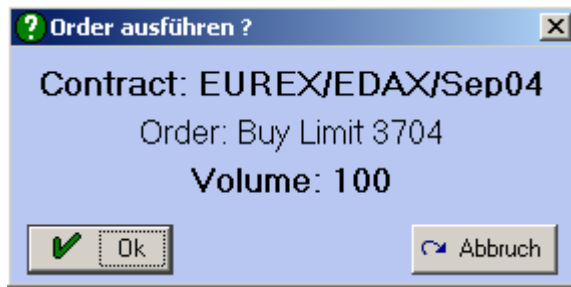 Order ausführen ?
Contract: EUREX/EDAX/Sep04
Order: Buy Limit 3704
Volume: 100
Ok
Abbruch